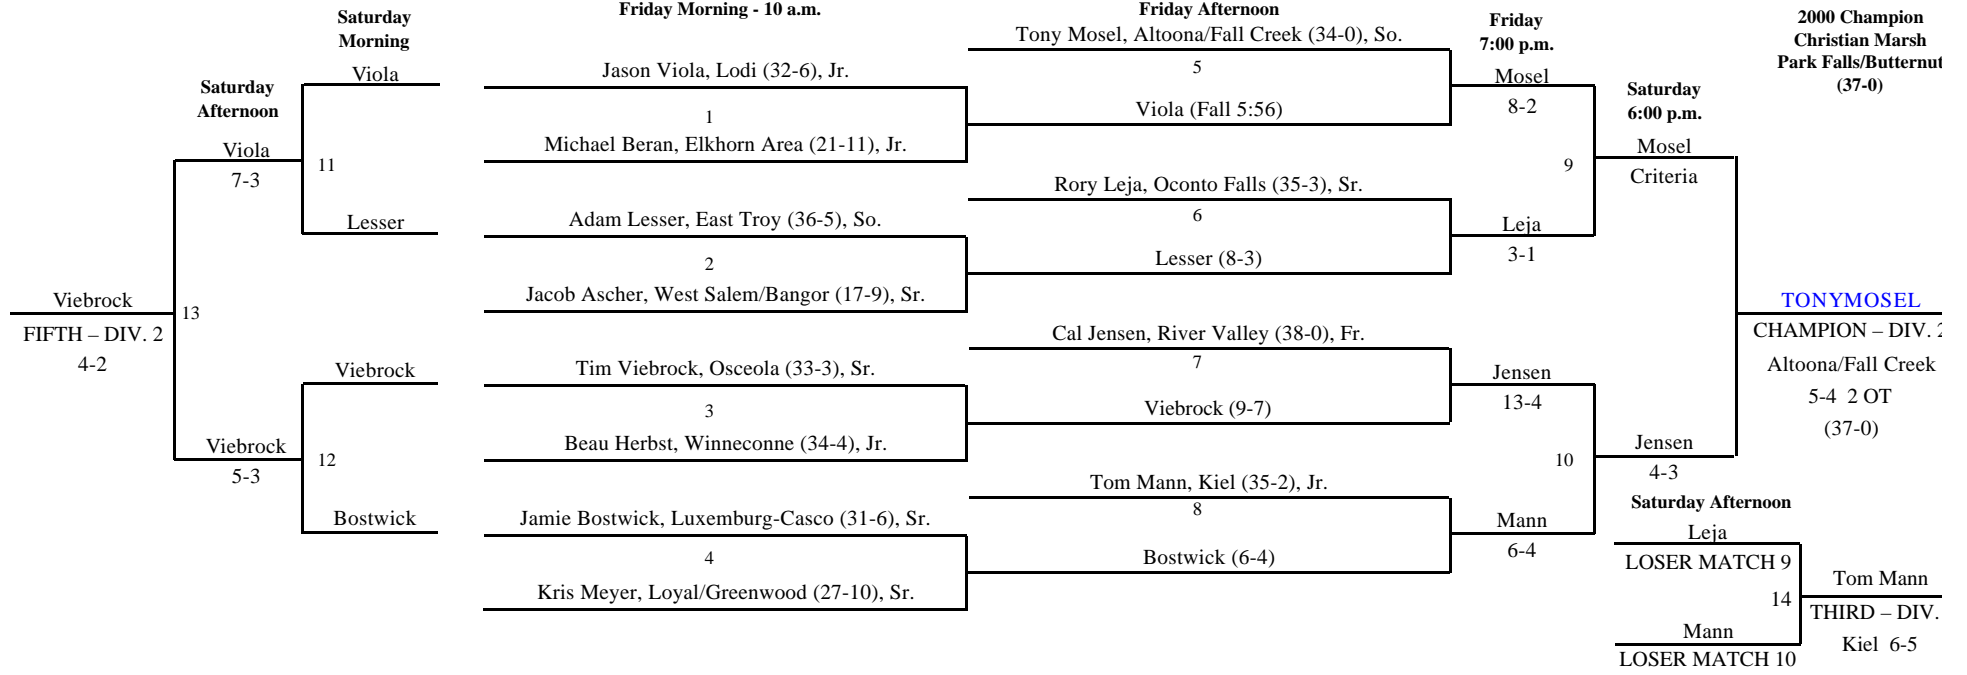 Saturday
Morning
Friday Morning - 10 a.m.
Friday Afternoon
Friday
7:00 p.m.
2000 Champion
Christian Marsh
Park Falls/Butternut
(37-0)
Saturday
Afternoon
Saturday
6:00 p.m.
Viola
Jason Viola, Lodi (32-6), Jr.
1
Michael Beran, Elkhorn Area (21-11), Jr.
Tony Mosel, Altoona/Fall Creek (34-0), So.
5
Viola (Fall 5:56)
Mosel
8-2
Viola
7-3
11
Lesser
Adam Lesser, East Troy (36-5), So.
2
Jacob Ascher, West Salem/Bangor (17-9), Sr.
Rory Leja, Oconto Falls (35-3), Sr.
6
Lesser (8-3)
Leja
3-1
9
Mosel
Criteria
Viebrock
FIFTH – DIV. 2
4-2
13
Viebrock
Tim Viebrock, Osceola (33-3), Sr.
3
Beau Herbst, Winneconne (34-4), Jr.
Cal Jensen, River Valley (38-0), Fr.
7
Viebrock (9-7)
Jensen
13-4
TONYMOSEL
CHAMPION – DIV. 2
Altoona/Fall Creek
5-4 2 OT
(37-0)
Viebrock
5-3
12
Bostwick
Jamie Bostwick, Luxemburg-Casco (31-6), Sr.
4
Kris Meyer, Loyal/Greenwood (27-10), Sr.
Tom Mann, Kiel (35-2), Jr.
8
Bostwick (6-4)
Mann
6-4
10
Jensen
4-3
Saturday Afternoon
Leja
LOSER MATCH 9
14
Mann
LOSER MATCH 10
Tom Mann
THIRD – DIV.
Kiel 6-5